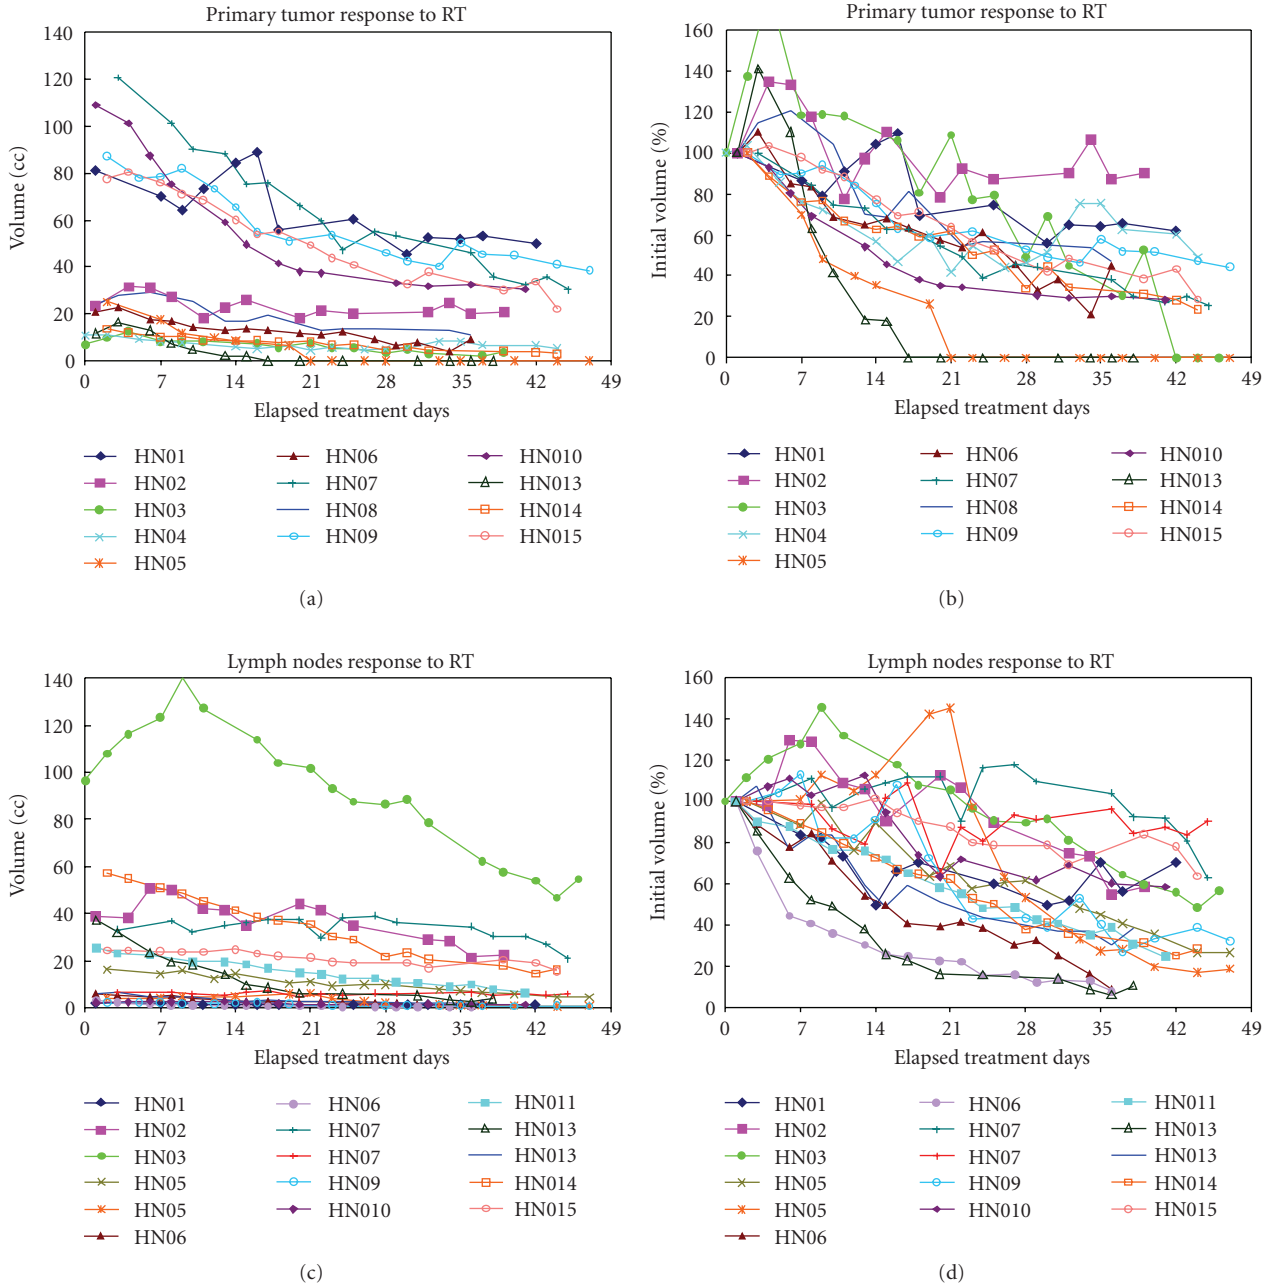 Primary tumor response to RT
140
120
100
80
60
40
20
0
Volume (cc)
0 7 14 21 28 35 42 49
Elapsed treatment days
HN01 HN06 HN010
HN02 HN07 HN013
HN03 HN08 HN014
HN04 HN09 HN015
HN05
(a)
Primary tumor response to RT
160
140
120
100
80
60
40
20
0
Initial volume (%)
0 7 14 21 28 35 42 49
Elapsed treatment days
HN01 HN06 HN010
HN02 HN07 HN013
HN03 HN08 HN014
HN04 HN09 HN015
HN05
(b)
Lymph nodes response to RT
140
120
100
80
60
40
20
0
Volume (cc)
0 7 14 21 28 35 42 49
Elapsed treatment days
HN01 HN06 HN011
HN02 HN07 HN013
HN03 HN07 HN013
HN05 HN09 HN014
HN05 HN010 HN015
HN06
(c)
Lymph nodes response to RT
160
140
120
100
80
60
40
20
0
Initial volume (%)
0 7 14 21 28 35 42 49
Elapsed treatment days
HN01 HN06 HN011
HN02 HN07 HN013
HN03 HN07 HN013
HN05 HN09 HN014
HN05 HN010 HN015
HN06
(d)